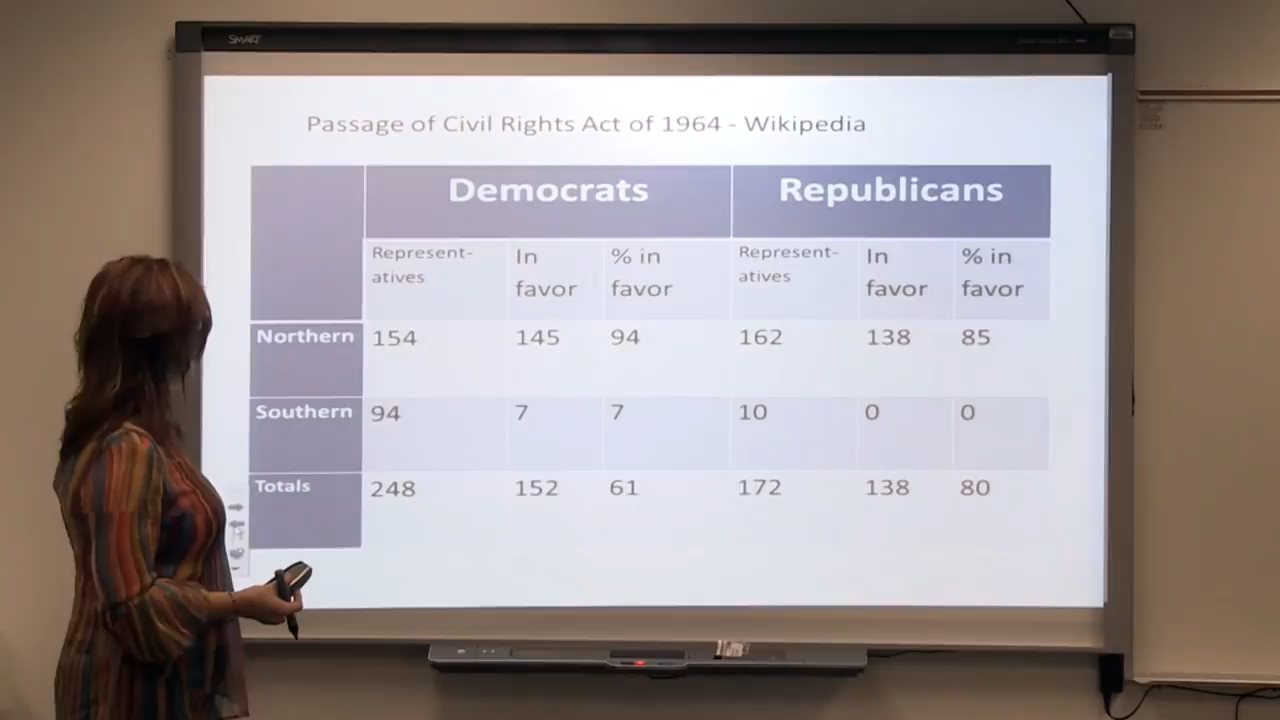 SMART
Passage of Civil Rights Act of 1964 - Wikipedia
Democrats Republicans
Represent-
atives
In
favor
% in
favor
Represent-
atives
In
favor
% in
favor
Northern 154 145 94 162 138 85
Southern 94 7 7 10 0 0
Totals 248 152 61 172 138 80